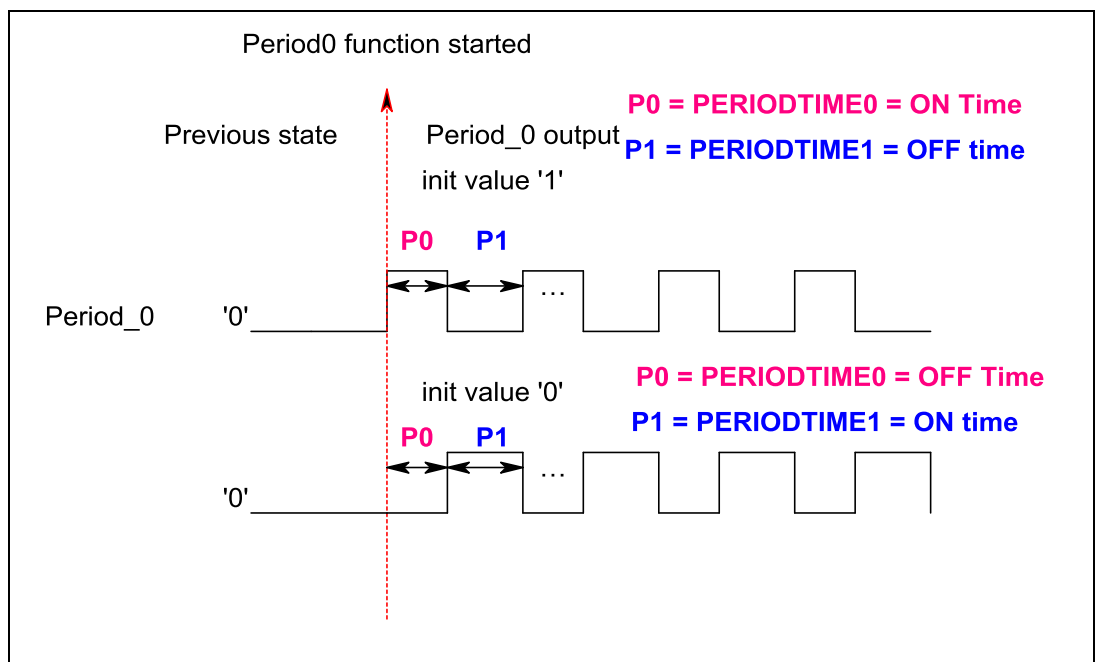 Period0 function started
P0 = PERIODTIME0 = ON Time
Previous state
Period_0 output
P1 = PERIODTIME1 = OFF time
init value '1'
P0
P1
...
Period_0
'0'
P0 = PERIODTIME0 = OFF Time
init value '0'
P1 = PERIODTIME1 = ON time
P0
P1
...
'0'